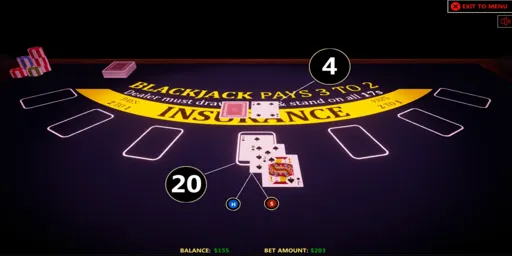 EXIT TO MENU
4
BLACKJACK PAYS 3 TO 2
Dealer must draw & stand on all 17s
INSURANCE
20
H
S
BALANCE: $155
BET AMOUNT: $203